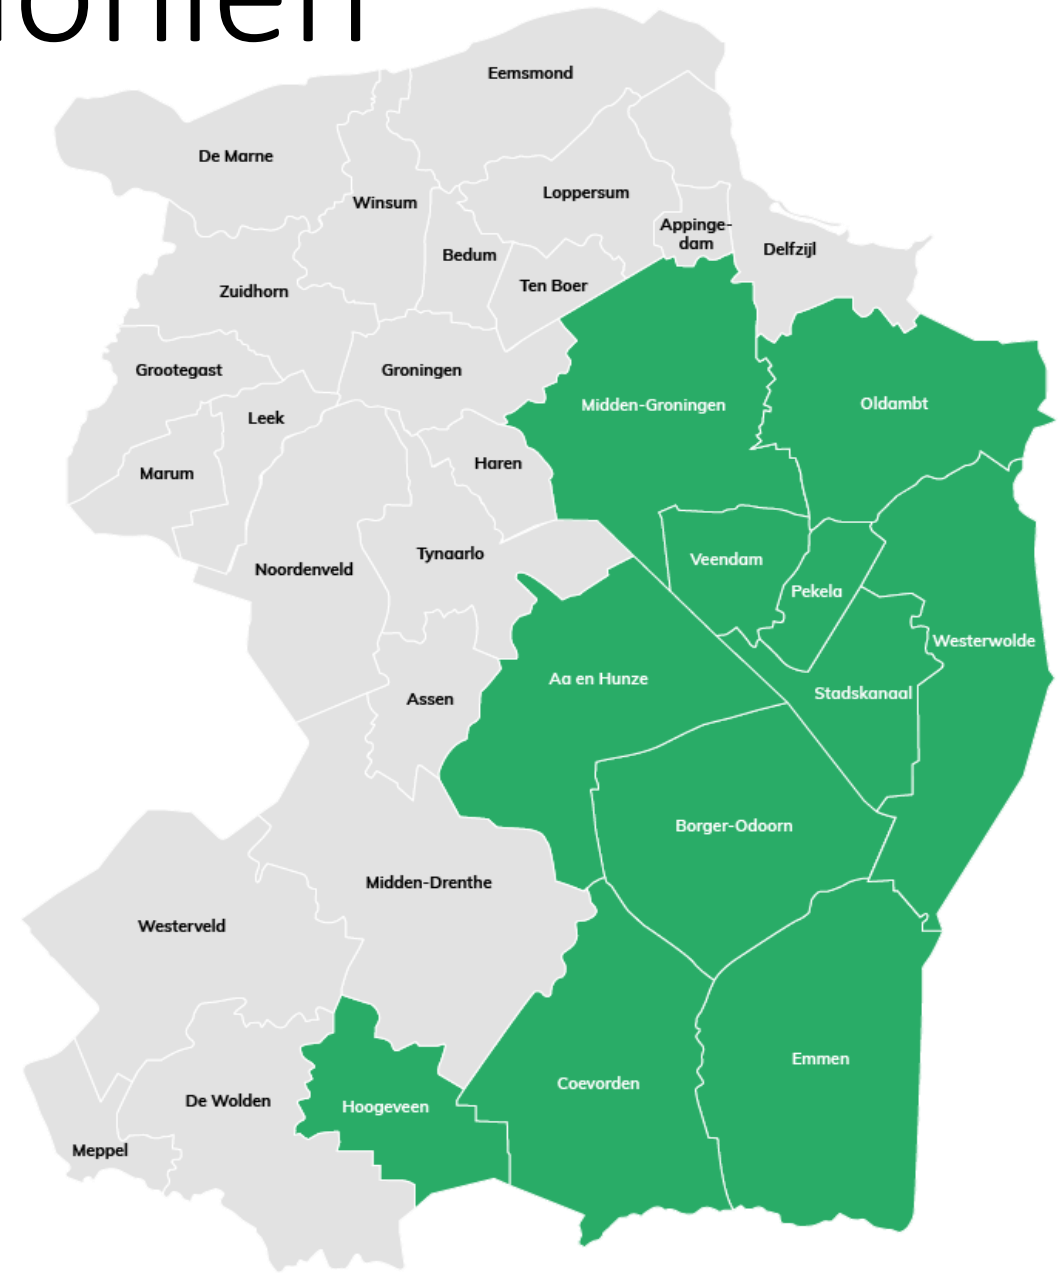 Eemsmond
De Marne
Loppersum
Winsum
Appinge-
dam
Delfzijl
Bedum
Ten Boer
Zuidhorn
Grootegast
Groningen
Midden-Groningen
Oldambt
Leek
Haren
Marum
Tynaarlo
Veendam
Noordenveld
Pekela
Westerwolde
Aa en Hunze
Stadskanaal
Assen
Borger-Odoorn
Midden-Drenthe
Westerveld
Emmen
Coevorden
De Wolden
Hoogeveen
Meppel